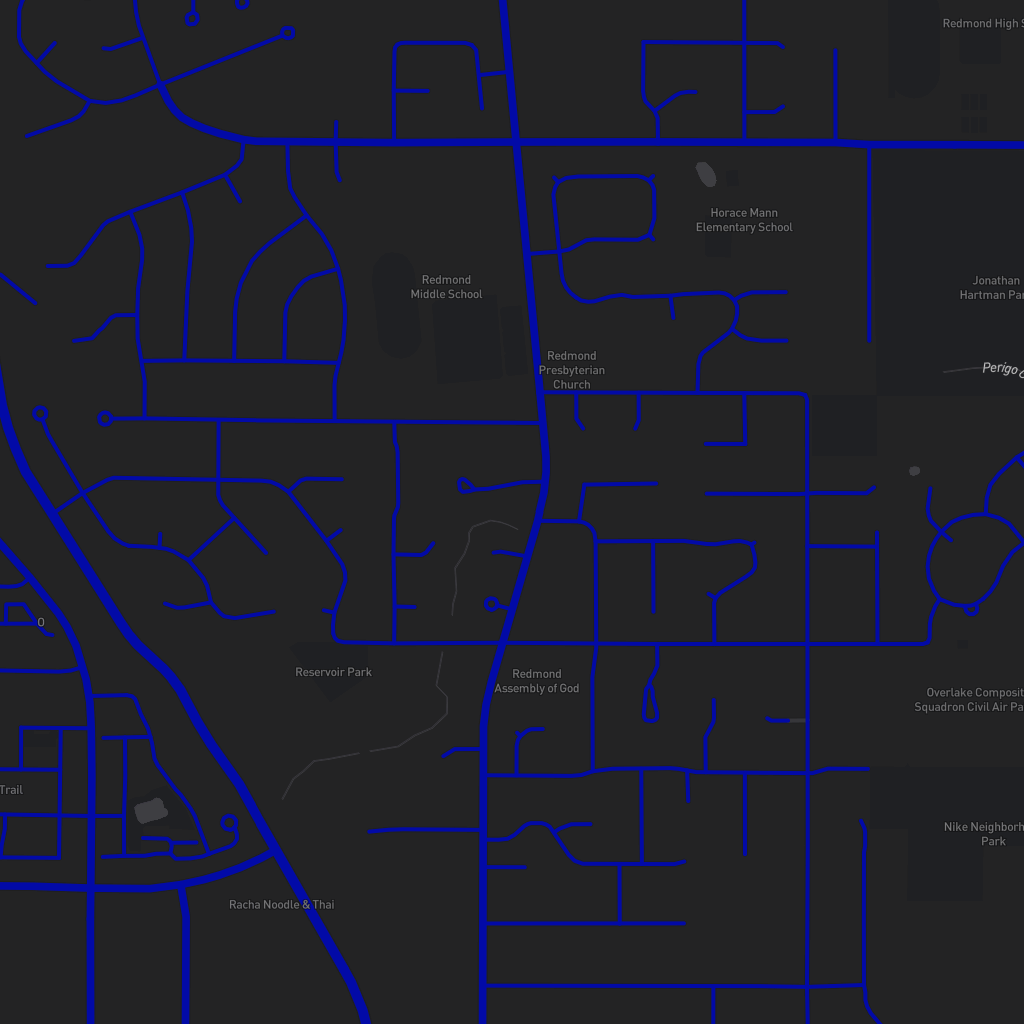 Redmond High S
Horace Mann
Elementary School
Redmond
Middle School
Jonathan
Hartman Par
Redmond
Presbyterian
Church
Perigo C
Reservoir Park
Redmond
Assembly of God
Overlake Composit
Squadron Civil Air Pa
Trail
Nike Neighborh
Park
Racha Noodle & Thai